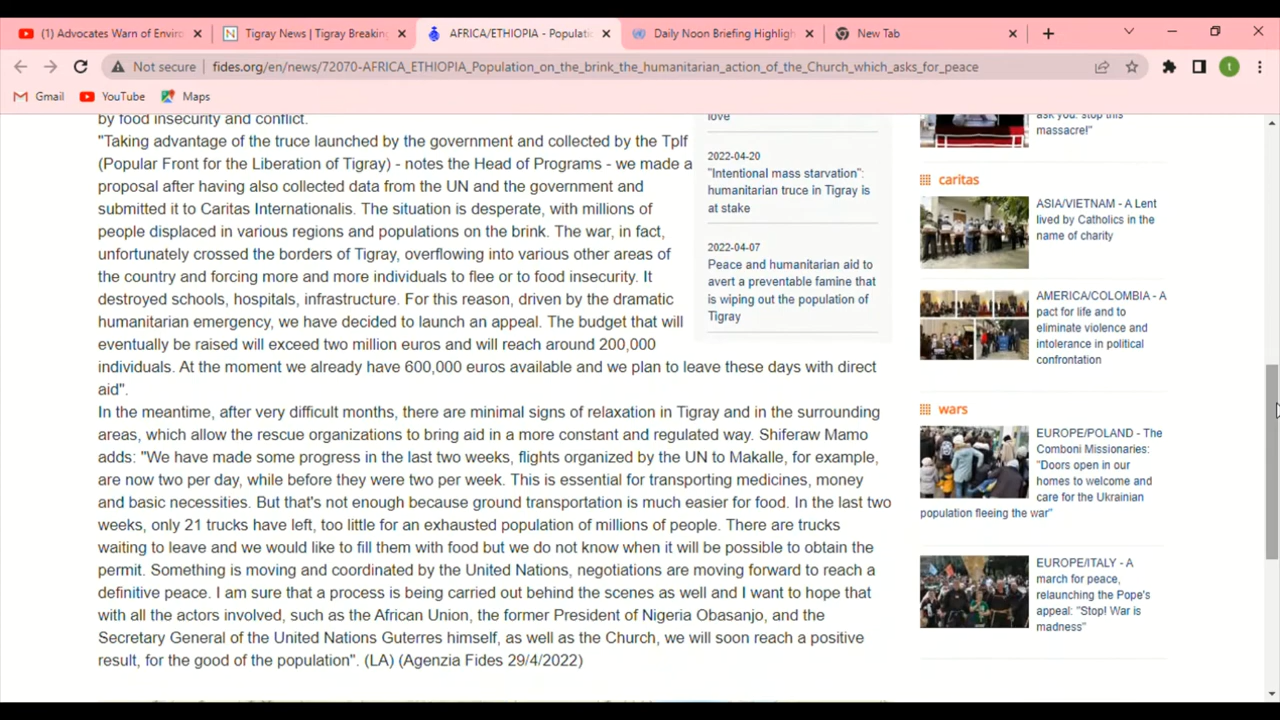 (1) Advocates Warn of Enviro
Tigray News | Tigray Breaking
AFRICA/ETHIOPIA - Populatio
Daily Noon Briefing Highligh
New Tab
Not secure
fides.org/en/news/72070-AFRICA_ETHIOPIA_Population_on_the_brink_the_humanitarian_action_of_the_Church_which_asks_for_peace
t
Gmail
YouTube
Maps
by food insecurity and conflict.
"Taking advantage of the truce launched by the government and collected by the Tplf
(Popular Front for the Liberation of Tigray) - notes the Head of Programs - we made a
proposal after having also collected data from the UN and the government and
submitted it to Caritas Internationalis. The situation is desperate, with millions of
people displaced in various regions and populations on the brink. The war, in fact,
unfortunately crossed the borders of Tigray, overflowing into various other areas of
the country and forcing more and more individuals to flee or to food insecurity. It
destroyed schools, hospitals, infrastructure. For this reason, driven by the dramatic
humanitarian emergency, we have decided to launch an appeal. The budget that will
eventually be raised will exceed two million euros and will reach around 200,000
individuals. At the moment we already have 600,000 euros available and we plan to leave these days with direct
aid".
In the meantime, after very difficult months, there are minimal signs of relaxation in Tigray and in the surrounding
areas, which allow the rescue organizations to bring aid in a more constant and regulated way. Shiferaw Mamo
adds: "We have made some progress in these two weeks, flights organized by the UN to Makalle, for example,
are now two per day, while before they were two per week. This is essential for transporting medicines, money
and basic necessities. But that's not enough because ground transportation is much easier for food. In the last two
weeks, only 21 trucks have left, too little for an exhausted population of millions of people. There are trucks
waiting to leave and we would like to fill them with food but we do not know when it will be possible to obtain the
permit. Something is moving and coordinated by the United Nations, negotiations are moving forward to reach a
definitive peace. I am sure that a process is being carried out behind the scenes as well and I want to hope that
with all the actors involved, such as the African Union, the former President of Nigeria Obasanjo, and the
Secretary General of the United Nations Guterres himself, as well as the Church, we will soon reach a positive
result, for the good of the population". (LA) (Agenzia Fides 29/4/2022)
love
2022-04-20
"Intentional mass starvation":
humanitarian truce in Tigray is
at stake
2022-04-07
Peace and humanitarian aid to
avert a preventable famine that
is wiping out the population of
Tigray
ask you: stop this
massacre!"
caritas
ASIA/VIETNAM - A Lent
lived by Catholics in the
name of charity
AMERICA/COLOMBIA - A
pact for life and to
eliminate violence and
intolerance in political
confrontation
wars
EUROPE/POLAND - The
Comboni Missionaries:
"Doors open in our
homes to welcome and
care for the Ukrainian
population fleeing the war"
EUROPE/ITALY - A
march for peace,
relaunching the Pope's
appeal: "Stop! War is
madness"